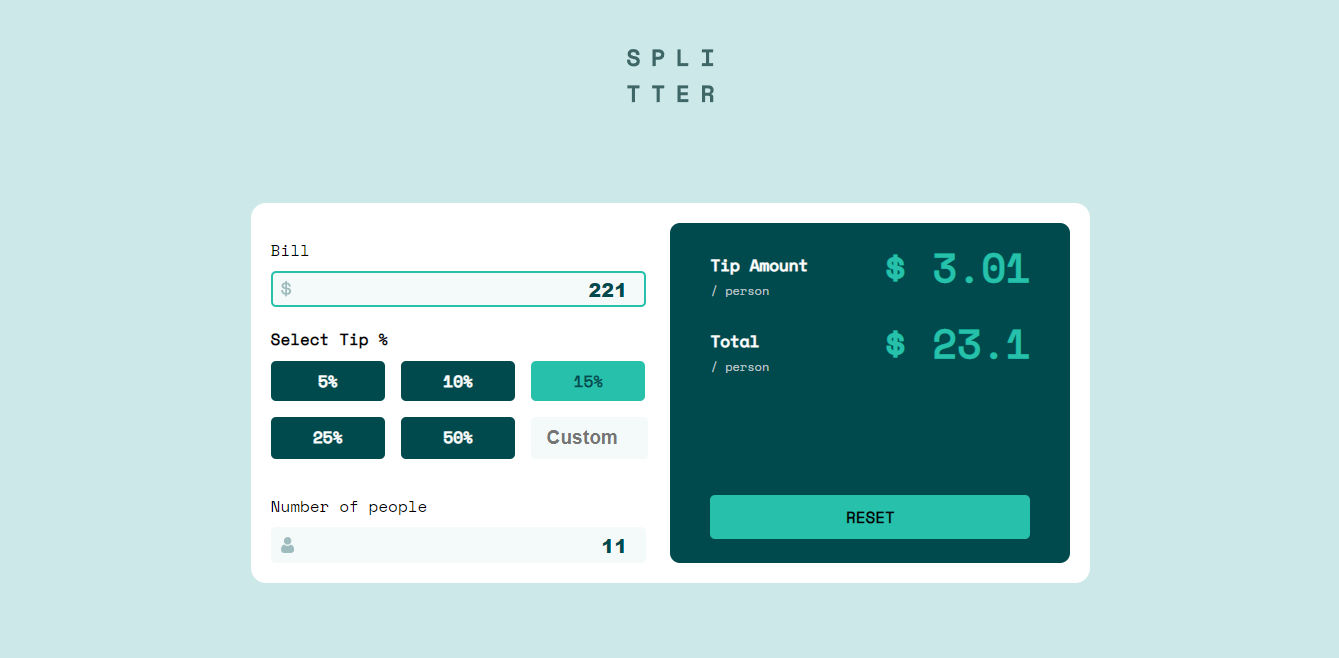 SPLI
TTER
Bill
$ 221
Select Tip %
5% 10% 15%
25% 50% Custom
Number of people
11
Tip Amount $ 3.01
/ person
Total $ 23.1
/ person
RESET